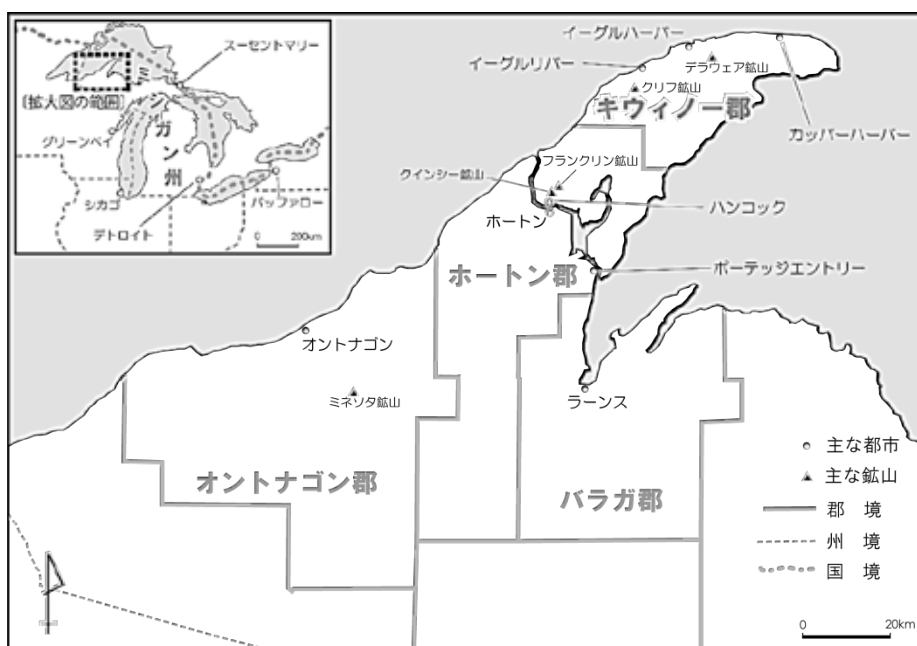 スーセントマリー
〔拡大図の範囲〕
ミシガン州
グリーンベイ
シカゴ
デトロイト
バッファロー
0 200km
イーグルハーバー
イーグルリバー
デラウェア鉱山
クリフ鉱山
キウィノー郡
カッパーハーバー
フランクリン鉱山
クインシー鉱山
ハンコック
ホートン
ホートン郡
ポーテッジエントリー
オントナゴン
ミネソタ鉱山
ラーンス
オントナゴン郡
バラガ郡
主な都市
主な鉱山
郡 境
州 境
国 境
0 20km